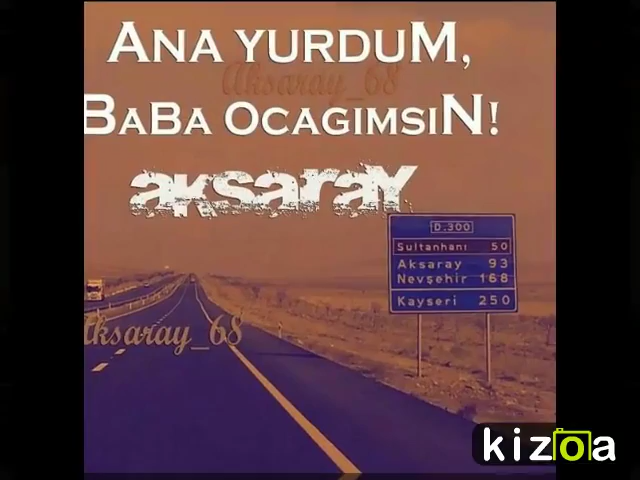 ANA YURDUM,
Aksaray_68
BABA OCAGIMSIN!
aksaray
D.300
Sultanhanı 50
Aksaray 93
Nevşehir 168
Kayseri 250
Aksaray_68
kizoa